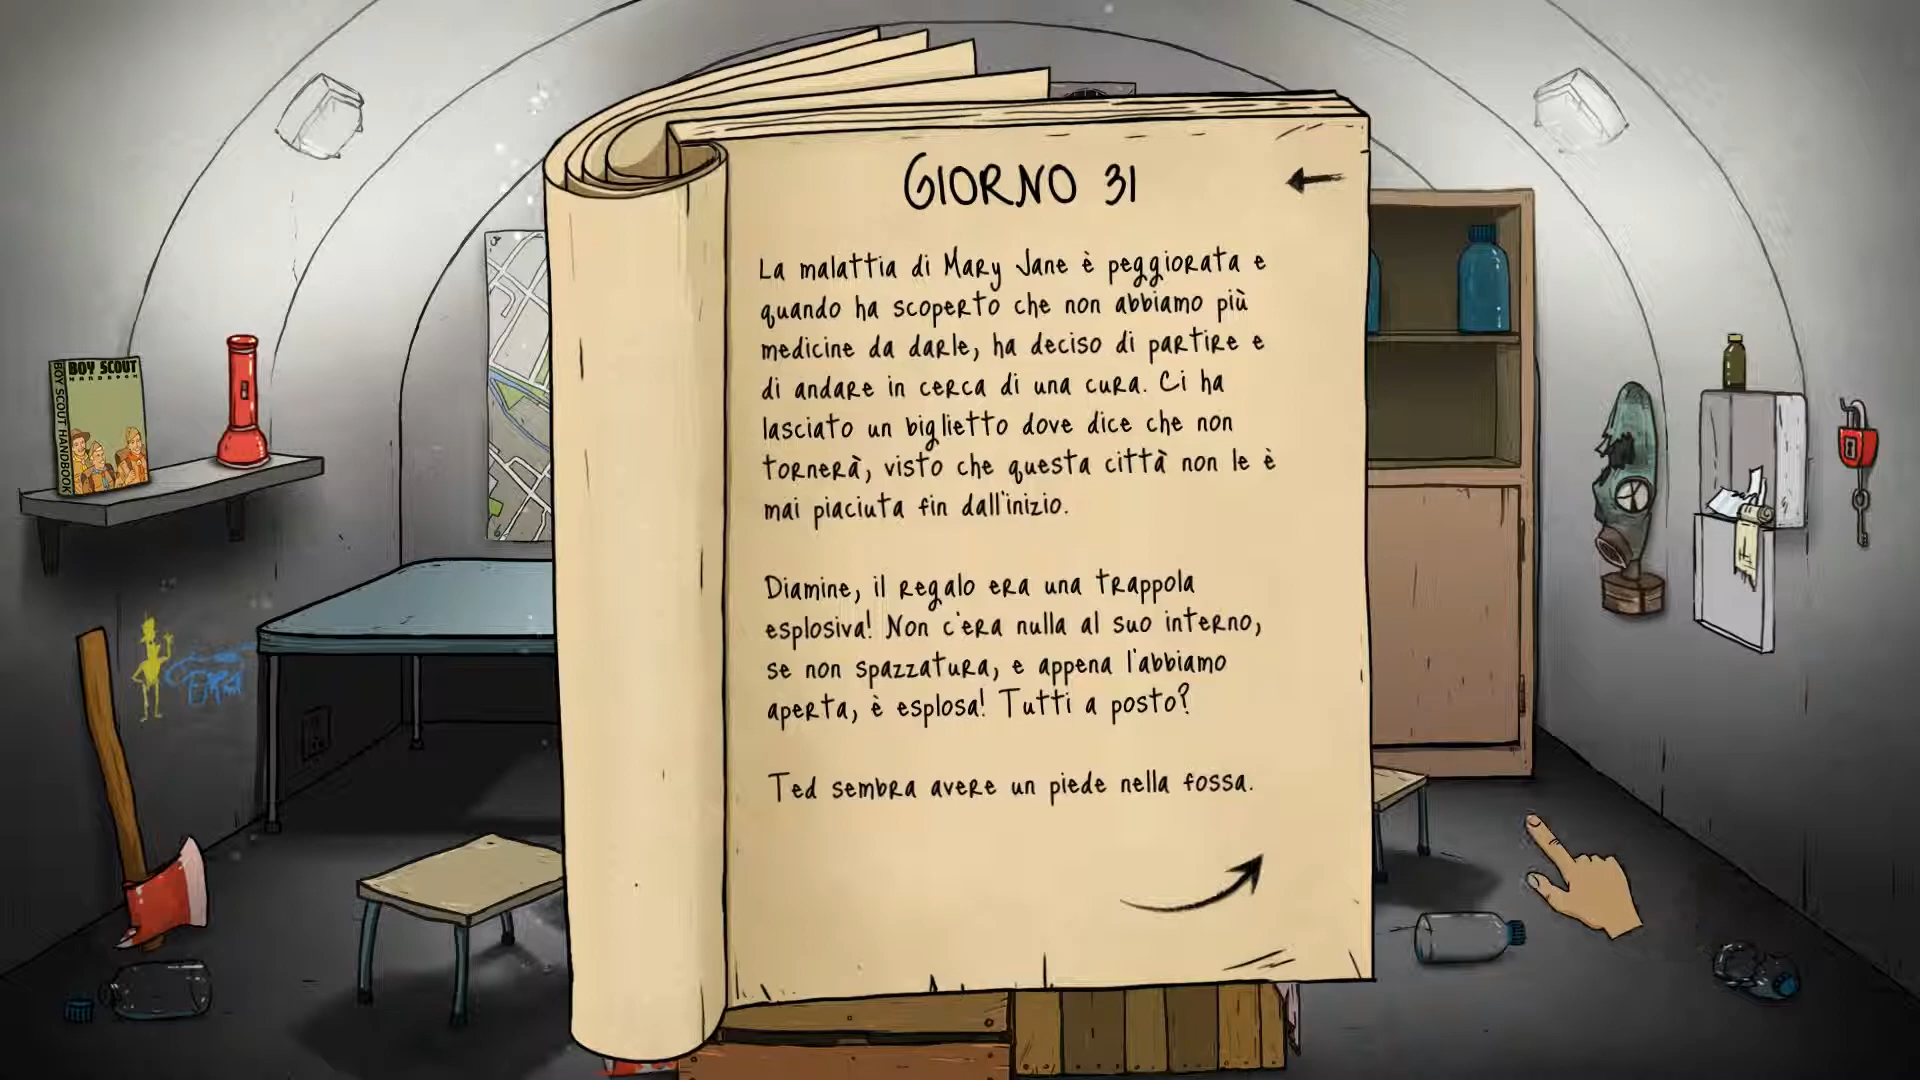 GIORNO 31
La malattia di Mary Jane è peggiorata e
quando ha scoperto che non abbiamo più
medicine da darle, ha deciso di partire e
di andare in cerca di una cura. Ci ha
lasciato un biglietto dove dice che non
tornerà, visto che questa città non le è
mai piaciuta fin dall'inizio.
Diamine, il regalo era una trappola
esplosiva! Non c'era nulla al suo interno,
se non spazzatura, e appena l'abbiamo
aperta, è esplosa! Tutti a posto?
Ted sembra avere un piede nella fossa.
BOY SCOUT
HANDBOOK
BOY SCOUT HANDBOOK